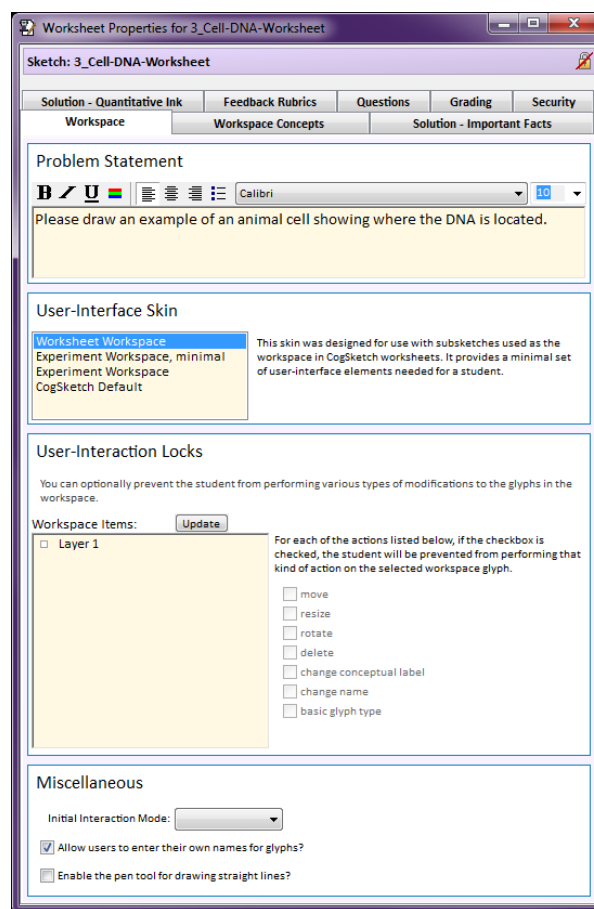 Worksheet Properties for 3_Cell-DNA-Worksheet
Sketch: 3_Cell-DNA-Worksheet
Solution - Quantitative Ink Feedback Rubrics Questions Grading Security
Workspace Workspace Concepts Solution - Important Facts
Problem Statement
B I U Calibri 10
Please draw an example of an animal cell showing where the DNA is located.
User-Interface Skin
Worksheet Workspace
Experiment Workspace, minimal
Experiment Workspace
CogSketch Default
This skin was designed for use with subsketches used as the
workspace in CogSketch worksheets. It provides a minimal set
of user-interface elements needed for a student.
User-Interaction Locks
You can optionally prevent the student from performing various types of modifications to the glyphs in the
workspace.
Workspace Items: Update
Layer 1
For each of the actions listed below, if the checkbox is
checked, the student will be prevented from performing that
kind of action on the selected workspace glyph.
move
resize
rotate
delete
change conceptual label
change name
basic glyph type
Miscellaneous
Initial Interaction Mode:
Allow users to enter their own names for glyphs?
Enable the pen tool for drawing straight lines?